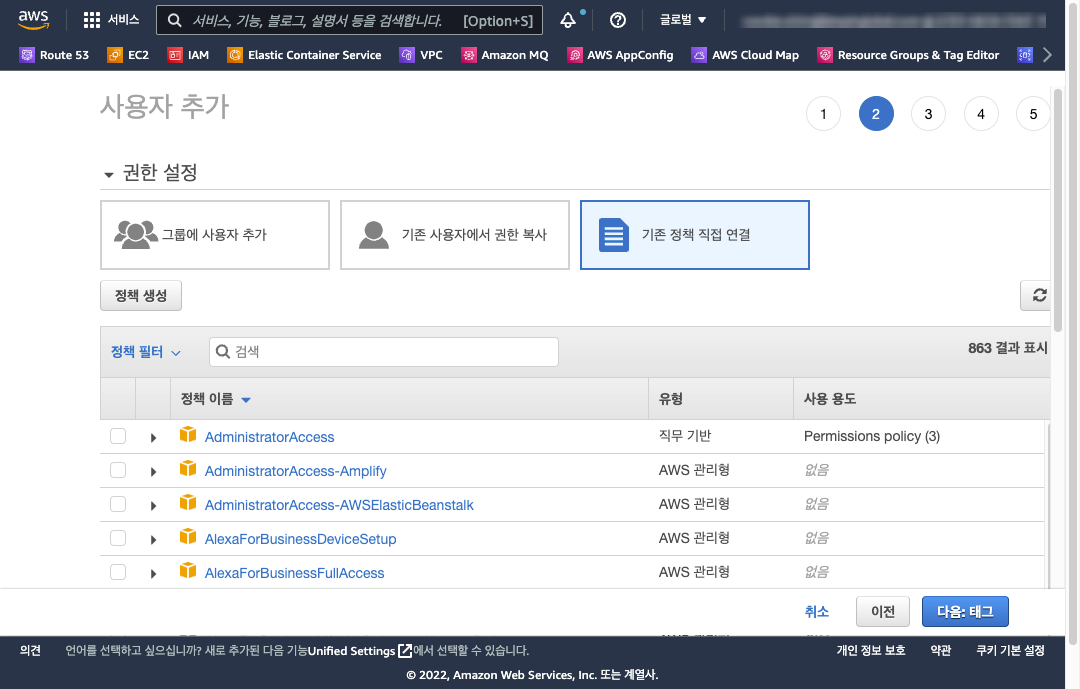 aws 서비스 서비스, 기능, 블로그, 설명서 등을 검색합니다. [Option+S] 글로벌
Route 53 EC2 IAM Elastic Container Service VPC Amazon MQ AWS AppConfig AWS Cloud Map Resource Groups & Tag Editor
사용자 추가 1 2 3 4 5
권한 설정
그룹에 사용자 추가 기존 사용자에서 권한 복사 기존 정책 직접 연결
정책 생성
정책 필터 검색 863 결과 표시
정책 이름 유형 사용 용도
AdministratorAccess 직무 기반 Permissions policy (3)
AdministratorAccess-Amplify AWS 관리형 없음
AdministratorAccess-AWSElasticBeanstalk AWS 관리형 없음
AlexaForBusinessDeviceSetup AWS 관리형 없음
AlexaForBusinessFullAccess AWS 관리형 없음
취소 이전 다음: 태그
의견 언어를 선택하고 싶으십니까? 새로 추가된 다음 기능Unified Settings에서 선택할 수 있습니다. 개인 정보 보호 약관 쿠키 기본 설정
© 2022, Amazon Web Services, Inc. 또는 계열사.